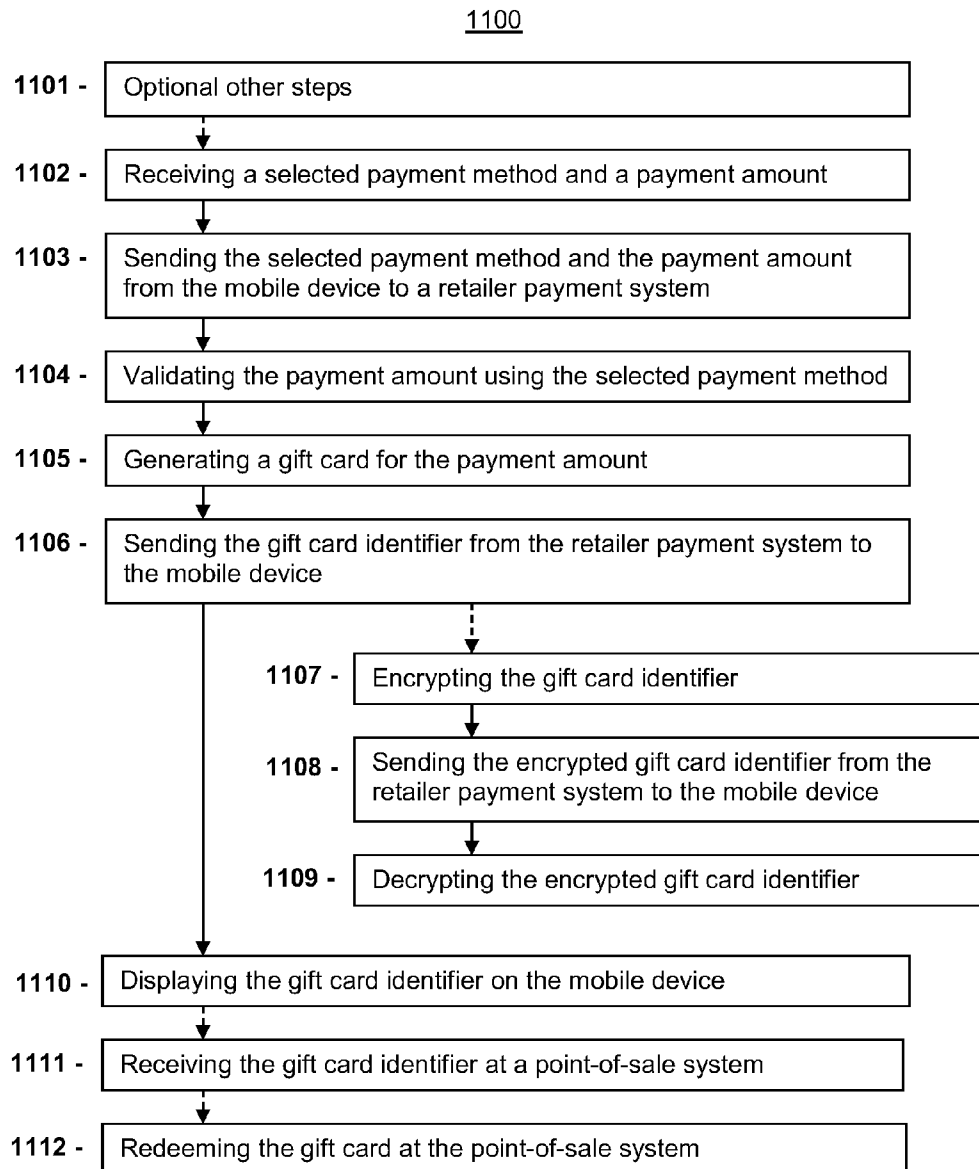 1100
1101 - Optional other steps
1102 - Receiving a selected payment method and a payment amount
1103 - Sending the selected payment method and the payment amount
from the mobile device to a retailer payment system
1104 - Validating the payment amount using the selected payment method
1105 - Generating a gift card for the payment amount
1106 - Sending the gift card identifier from the retailer payment system to
the mobile device
1107 - Encrypting the gift card identifier
1108 - Sending the encrypted gift card identifier from the
retailer payment system to the mobile device
1109 - Decrypting the encrypted gift card identifier
1110 - Displaying the gift card identifier on the mobile device
1111 - Receiving the gift card identifier at a point-of-sale system
1112 - Redeeming the gift card at the point-of-sale system